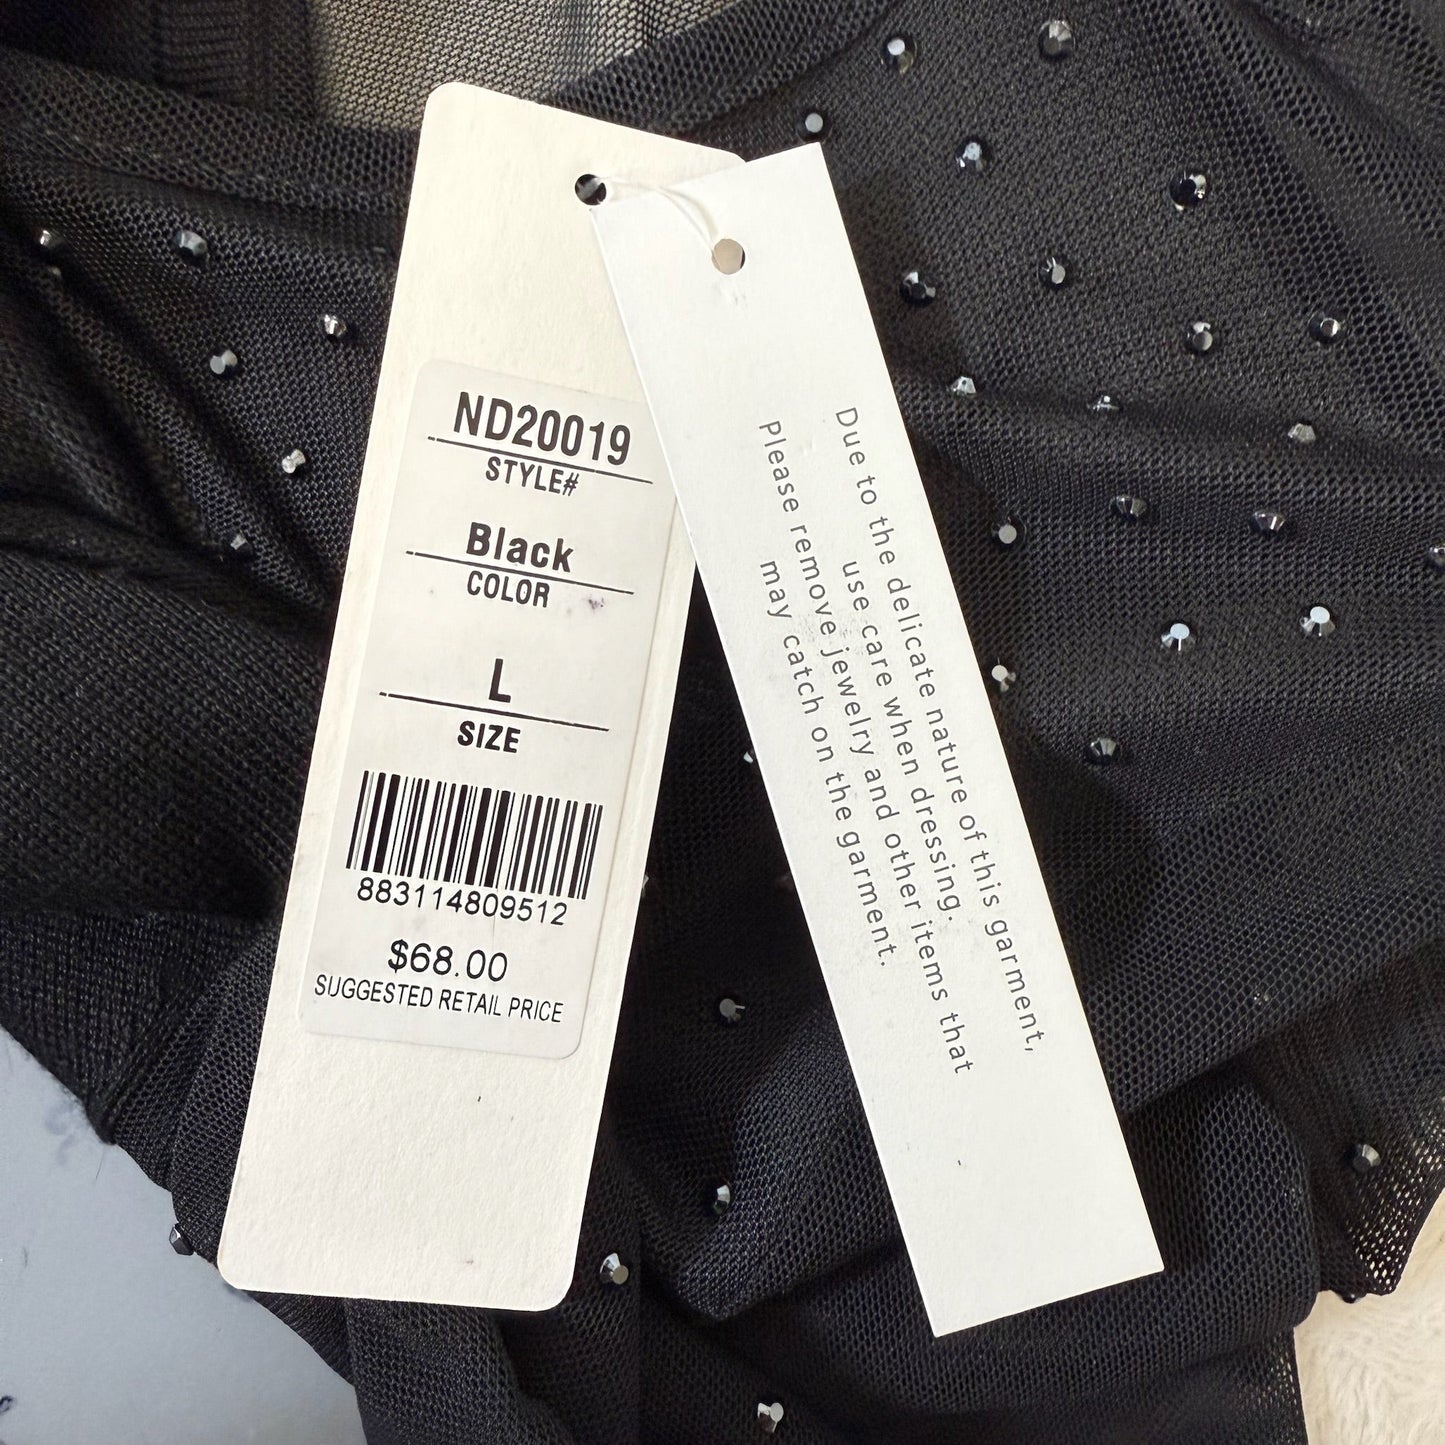 ND20019
STYLE#
Black
COLOR
L
SIZE
883114809512
$68.00
SUGGESTED RETAIL PRICE
Due to the delicate nature of this garment,
use care when dressing.
Please remove jewelry and other items that
may catch on the garment.